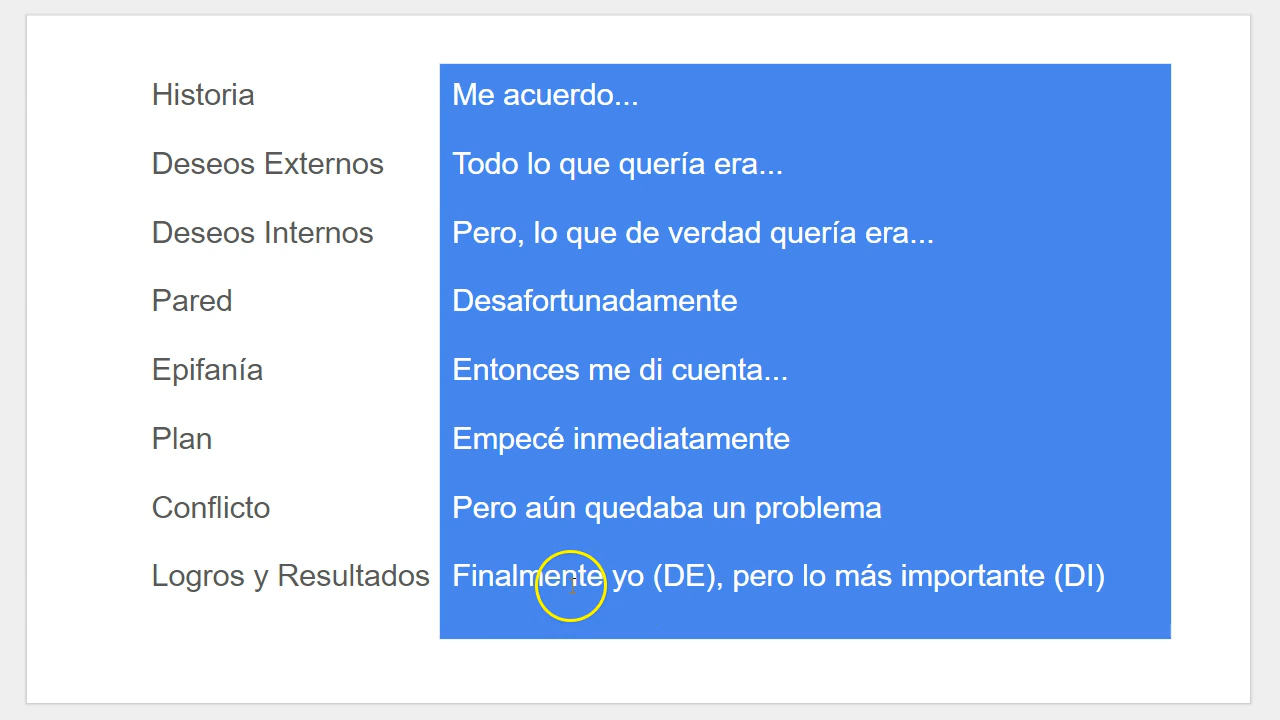 Historia Me acuerdo...
Deseos Externos Todo lo que quería era...
Deseos Internos Pero, lo que de verdad quería era...
Pared Desafortunadamente
Epifanía Entonces me di cuenta...
Plan Empecé inmediatamente
Conflicto Pero aún quedaba un problema
Logros y Resultados Finalmente yo (DE), pero lo más importante (DI)